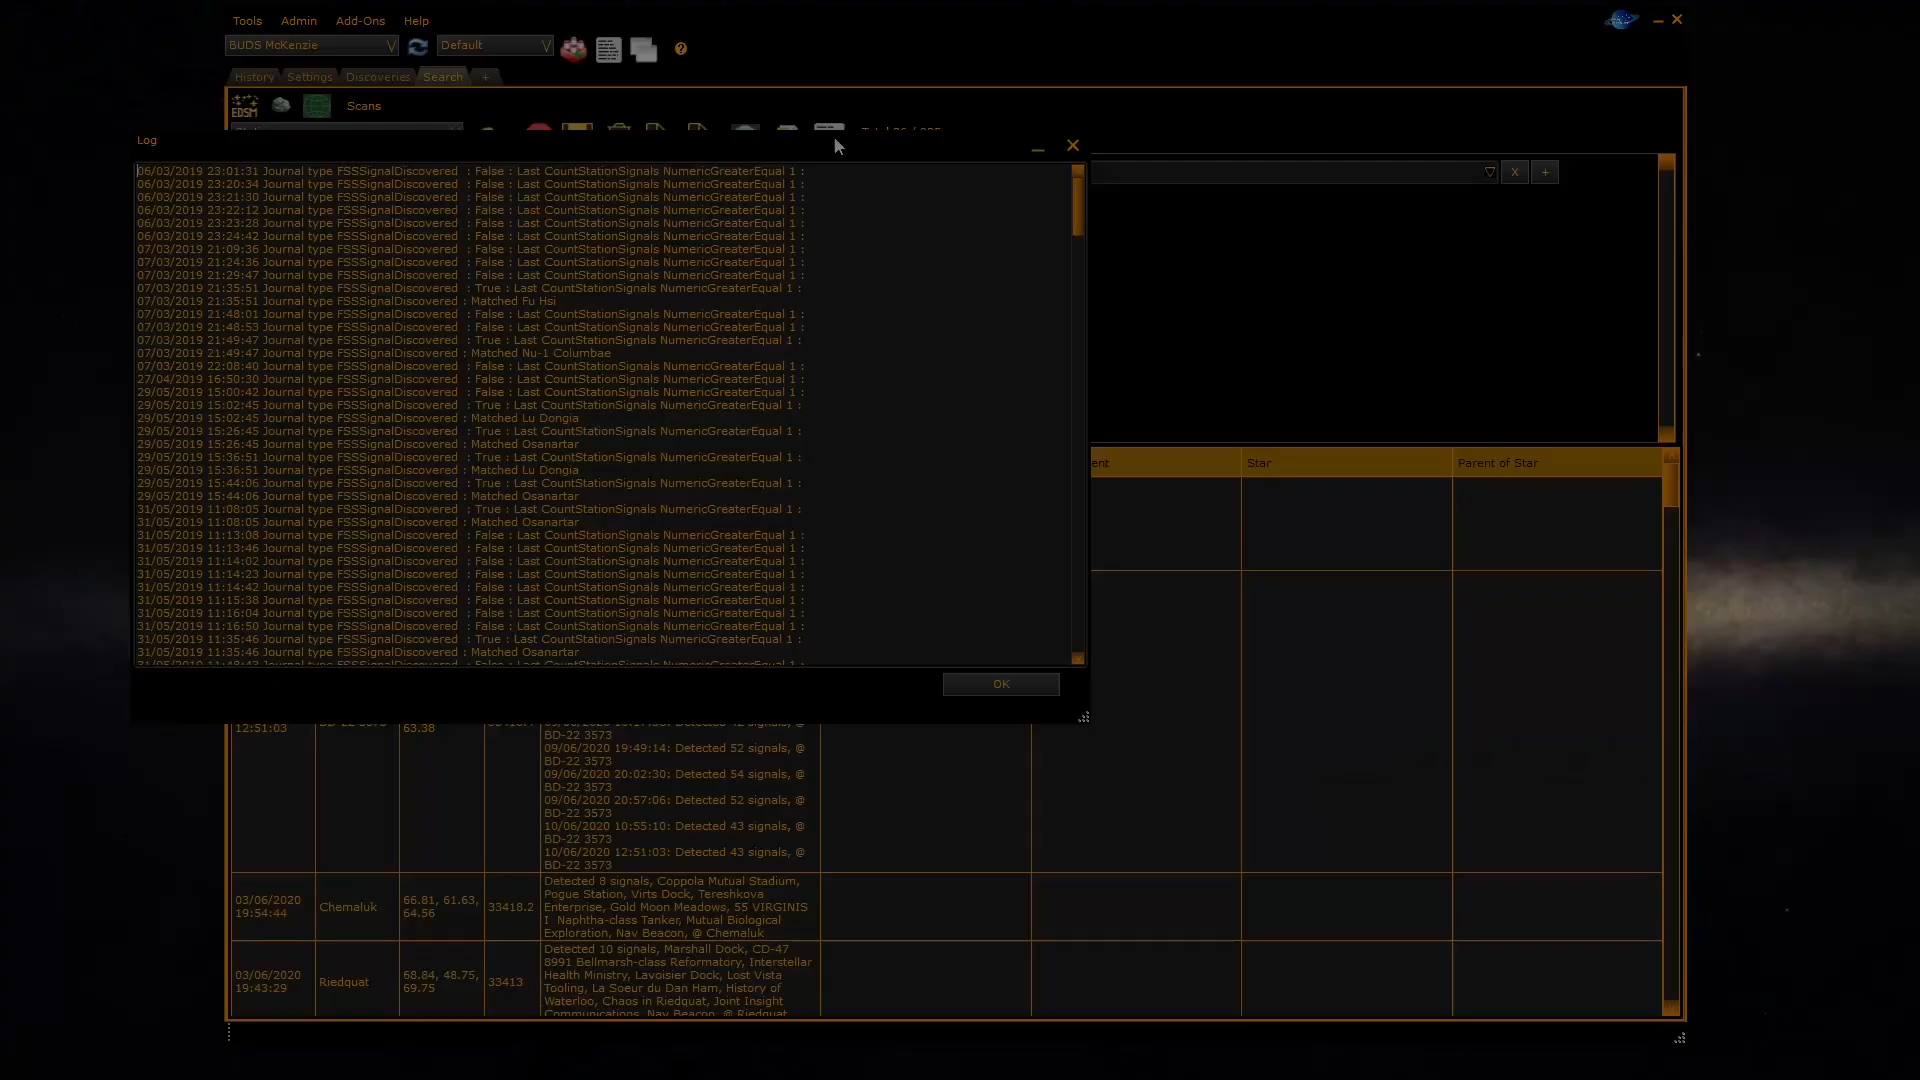 Tools Admin Add-Ons Help
BUDS McKenzie Default
History Settings Discoveries Search +
EDSM Scans
Log
X +
06/03/2019 23:01:31 Journal type FSSSignalDiscovered : False : Last CountStationSignals NumericGreaterEqual 1 :
06/03/2019 23:20:34 Journal type FSSSignalDiscovered : False : Last CountStationSignals NumericGreaterEqual 1 :
06/03/2019 23:21:30 Journal type FSSSignalDiscovered : False : Last CountStationSignals NumericGreaterEqual 1 :
06/03/2019 23:22:12 Journal type FSSSignalDiscovered : False : Last CountStationSignals NumericGreaterEqual 1 :
06/03/2019 23:23:28 Journal type FSSSignalDiscovered : False : Last CountStationSignals NumericGreaterEqual 1 :
06/03/2019 23:24:42 Journal type FSSSignalDiscovered : False : Last CountStationSignals NumericGreaterEqual 1 :
07/03/2019 21:09:36 Journal type FSSSignalDiscovered : False : Last CountStationSignals NumericGreaterEqual 1 :
07/03/2019 21:24:36 Journal type FSSSignalDiscovered : False : Last CountStationSignals NumericGreaterEqual 1 :
07/03/2019 21:29:47 Journal type FSSSignalDiscovered : False : Last CountStationSignals NumericGreaterEqual 1 :
07/03/2019 21:35:51 Journal type FSSSignalDiscovered : True : Last CountStationSignals NumericGreaterEqual 1 :
07/03/2019 21:35:51 Journal type FSSSignalDiscovered : Matched Fu Hsi
07/03/2019 21:48:01 Journal type FSSSignalDiscovered : False : Last CountStationSignals NumericGreaterEqual 1 :
07/03/2019 21:48:53 Journal type FSSSignalDiscovered : False : Last CountStationSignals NumericGreaterEqual 1 :
07/03/2019 21:49:47 Journal type FSSSignalDiscovered : True : Last CountStationSignals NumericGreaterEqual 1 :
07/03/2019 21:49:47 Journal type FSSSignalDiscovered : Matched Nu-1 Columbae
07/03/2019 22:08:40 Journal type FSSSignalDiscovered : False : Last CountStationSignals NumericGreaterEqual 1 :
27/04/2019 16:50:30 Journal type FSSSignalDiscovered : False : Last CountStationSignals NumericGreaterEqual 1 :
29/05/2019 15:00:42 Journal type FSSSignalDiscovered : False : Last CountStationSignals NumericGreaterEqual 1 :
29/05/2019 15:02:45 Journal type FSSSignalDiscovered : True : Last CountStationSignals NumericGreaterEqual 1 :
29/05/2019 15:02:45 Journal type FSSSignalDiscovered : Matched Lu Dongia
29/05/2019 15:26:45 Journal type FSSSignalDiscovered : True : Last CountStationSignals NumericGreaterEqual 1 :
29/05/2019 15:26:45 Journal type FSSSignalDiscovered : Matched Osanartar
29/05/2019 15:36:51 Journal type FSSSignalDiscovered : True : Last CountStationSignals NumericGreaterEqual 1 :
29/05/2019 15:36:51 Journal type FSSSignalDiscovered : Matched Lu Dongia
29/05/2019 15:44:06 Journal type FSSSignalDiscovered : True : Last CountStationSignals NumericGreaterEqual 1 :
29/05/2019 15:44:06 Journal type FSSSignalDiscovered : Matched Osanartar
31/05/2019 11:08:05 Journal type FSSSignalDiscovered : True : Last CountStationSignals NumericGreaterEqual 1 :
31/05/2019 11:08:05 Journal type FSSSignalDiscovered : Matched Osanartar
31/05/2019 11:13:08 Journal type FSSSignalDiscovered : False : Last CountStationSignals NumericGreaterEqual 1 :
31/05/2019 11:13:46 Journal type FSSSignalDiscovered : False : Last CountStationSignals NumericGreaterEqual 1 :
31/05/2019 11:14:02 Journal type FSSSignalDiscovered : False : Last CountStationSignals NumericGreaterEqual 1 :
31/05/2019 11:14:23 Journal type FSSSignalDiscovered : False : Last CountStationSignals NumericGreaterEqual 1 :
31/05/2019 11:14:42 Journal type FSSSignalDiscovered : False : Last CountStationSignals NumericGreaterEqual 1 :
31/05/2019 11:15:38 Journal type FSSSignalDiscovered : False : Last CountStationSignals NumericGreaterEqual 1 :
31/05/2019 11:16:04 Journal type FSSSignalDiscovered : False : Last CountStationSignals NumericGreaterEqual 1 :
31/05/2019 11:16:50 Journal type FSSSignalDiscovered : False : Last CountStationSignals NumericGreaterEqual 1 :
31/05/2019 11:35:46 Journal type FSSSignalDiscovered : True : Last CountStationSignals NumericGreaterEqual 1 :
31/05/2019 11:35:46 Journal type FSSSignalDiscovered : Matched Osanartar
OK
ent Star Parent of Star
12:51:03
63.38
BD-22 3573
09/06/2020 19:49:14: Detected 52 signals, @
BD-22 3573
09/06/2020 20:02:30: Detected 54 signals, @
BD-22 3573
09/06/2020 20:57:06: Detected 52 signals, @
BD-22 3573
10/06/2020 10:55:10: Detected 43 signals, @
BD-22 3573
10/06/2020 12:51:03: Detected 43 signals, @
BD-22 3573
03/06/2020
19:54:44
Chemaluk
66.81, 61.63,
64.56
33418.2
Detected 8 signals, Coppola Mutual Stadium,
Pogue Station, Virts Dock, Tereshkova
Enterprise, Gold Moon Meadows, 55 VIRGINIS
I Naphtha-class Tanker, Mutual Biological
Exploration, Nav Beacon, @ Chemaluk
03/06/2020
19:43:29
Riedquat
68.84, 48.75,
69.75
33413
Detected 10 signals, Marshall Dock, CD-47
8991 Bellmarsh-class Reformatory, Interstellar
Health Ministry, Lavoisier Dock, Lost Vista
Tooling, La Soeur du Dan Ham, History of
Waterloo, Chaos in Riedquat, Joint Insight
Communications, Nav Beacon, @ Riedquat